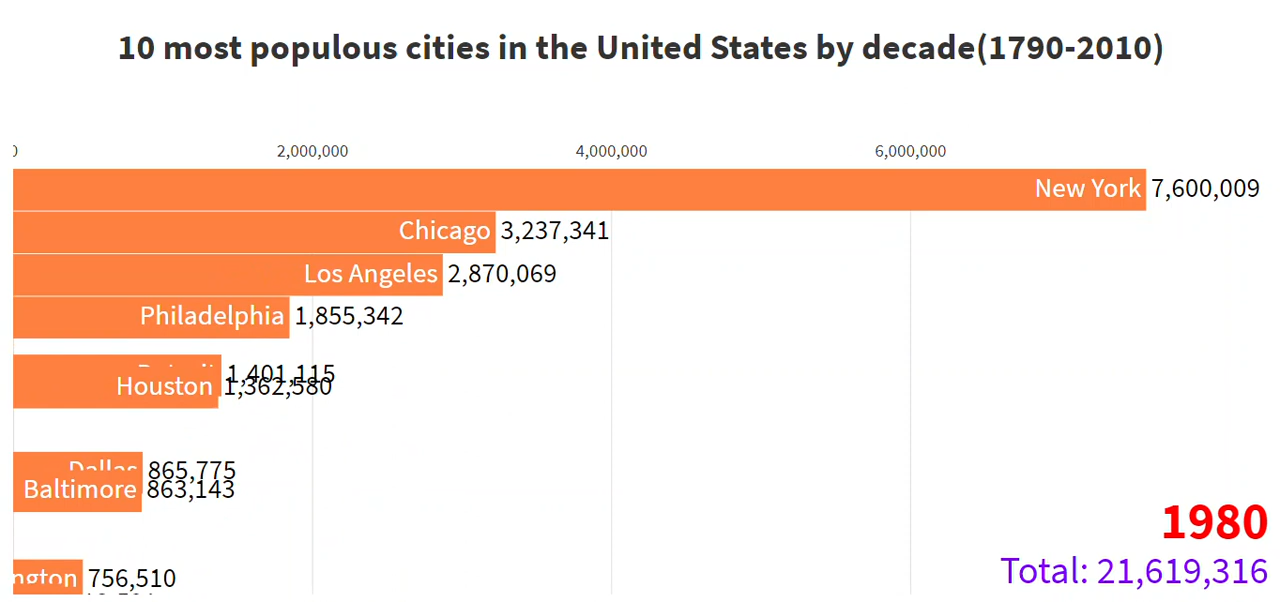 10 most populous cities in the United States by decade(1790-2010)
0 2,000,000 4,000,000 6,000,000
New York 7,600,009
Chicago 3,237,341
Los Angeles 2,870,069
Philadelphia 1,855,342
1,401,115
Houston 1,362,580
Dallas 865,775
Baltimore 863,143
1980
Total: 21,619,316
ngton 756,510